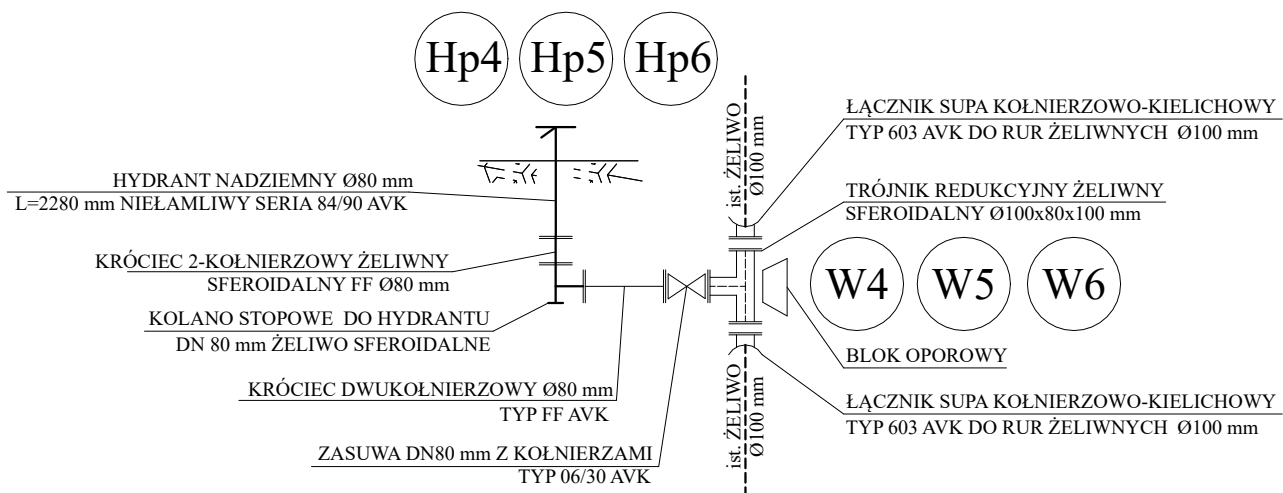 Hp4 Hp5 Hp6
HYDRANT NADZIEMNY Ø80 mm
L=2280 mm NIEŁAMLIWY SERIA 84/90 AVK
KRÓCIEC 2-KOŁNIERZOWY ŻELIWNY
SFEROIDALNY FF Ø80 mm
KOLANO STOPOWE DO HYDRANTU
DN 80 mm ŻELIWO SFEROIDALNE
KRÓCIEC DWUKOŁNIERZOWY Ø80 mm
TYP FF AVK
ZASUWA DN80 mm Z KOŁNIERZAMI
TYP 06/30 AVK
ist. ŻELIWO
Ø100 mm
ŁĄCZNIK SUPA KOŁNIERZOWO-KIELICHOWY
TYP 603 AVK DO RUR ŻELIWNYCH Ø100 mm
TRÓJNIK REDUKCYJNY ŻELIWNY
SFEROIDALNY Ø100x80x100 mm
W4 W5 W6
BLOK OPOROWY
ist. ŻELIWO
Ø100 mm
ŁĄCZNIK SUPA KOŁNIERZOWO-KIELICHOWY
TYP 603 AVK DO RUR ŻELIWNYCH Ø100 mm